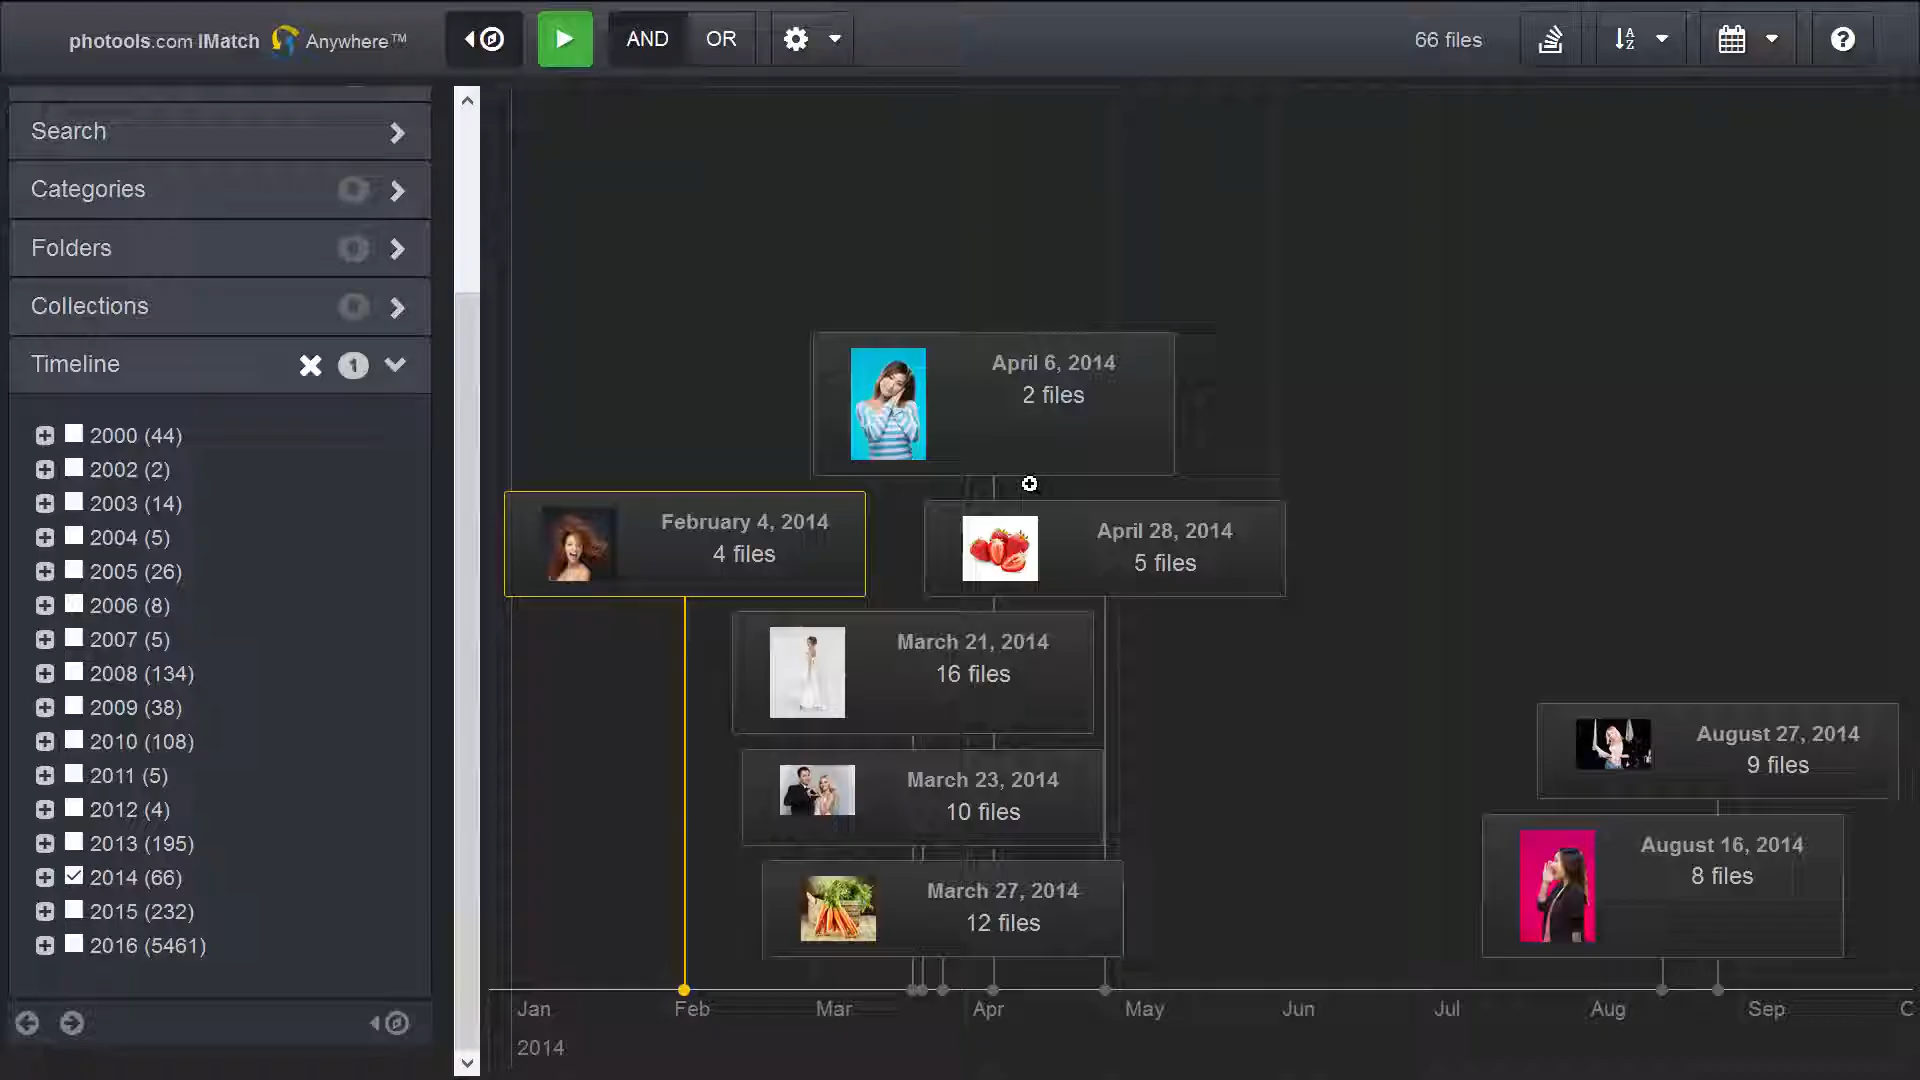 photools.com IMatch Anywhere™
AND
OR
66 files
A
Z
Search
Categories
Folders
Collections
Timeline
1
2000 (44)
2002 (2)
2003 (14)
2004 (5)
2005 (26)
2006 (8)
2007 (5)
2008 (134)
2009 (38)
2010 (108)
2011 (5)
2012 (4)
2013 (195)
2014 (66)
2015 (232)
2016 (5461)
April 6, 2014
2 files
February 4, 2014
4 files
April 28, 2014
5 files
March 21, 2014
16 files
March 23, 2014
10 files
March 27, 2014
12 files
August 27, 2014
9 files
August 16, 2014
8 files
Jan Feb Mar Apr May Jun Jul Aug Sep
2014